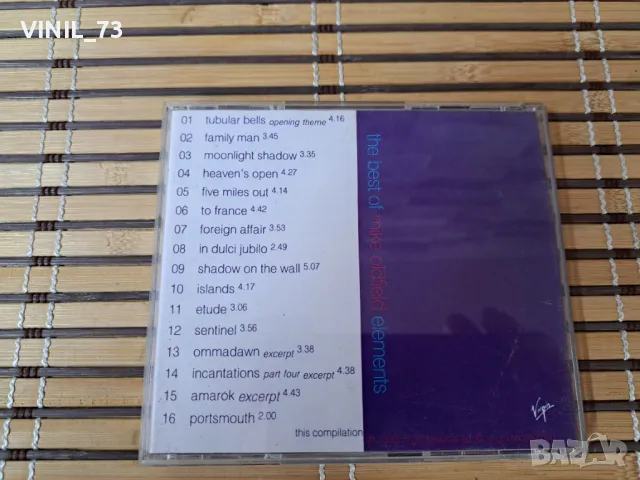 VINIL_73
01 tubular bells opening theme 4.16
02 family man 3.45
03 moonlight shadow 3.35
04 heaven's open 4.27
05 five miles out 4.14
06 to france 4.42
07 foreign affair 3.53
08 in dulci jubilo 2.49
09 shadow on the wall 5.07
10 islands 4.17
11 etude 3.06
12 sentinel 3.56
13 ommadawn excerpt 3.38
14 incantations part four excerpt 4.38
15 amarok excerpt 4.43
16 portsmouth 2.00
this compilation
the best of mike oldfield elements
Virgin
BAZAR